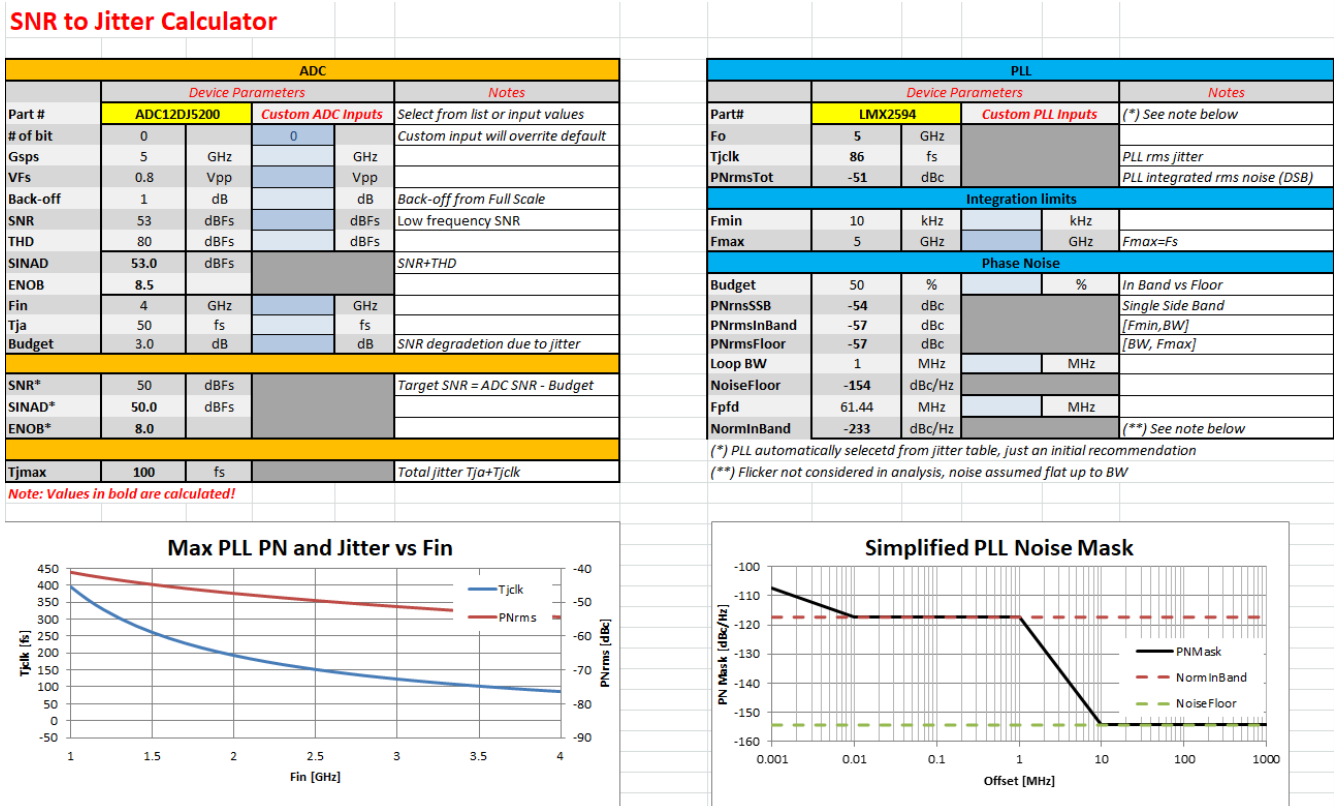 SNR to Jitter Calculator
ADC
Device Parameters Notes
Part # ADC12DJ5200 Custom ADC Inputs Select from list or input values
# of bit 0 0 Custom input will overrite default
Gsps 5 GHz GHz
VFs 0.8 Vpp Vpp
Back-off 1 dB dB Back-off from Full Scale
SNR 53 dBFs dBFs Low frequency SNR
THD 80 dBFs dBFs
SINAD 53.0 dBFs SNR+THD
ENOB 8.5
Fin 4 GHz GHz
Tja 50 fs fs
Budget 3.0 dB dB SNR degradetion due to jitter
SNR* 50 dBFs Target SNR = ADC SNR - Budget
SINAD* 50.0 dBFs
ENOB* 8.0
Tjmax 100 fs Total jitter Tja+Tjclk
Note: Values in bold are calculated!
PLL
Device Parameters Notes
Part# LMX2594 Custom PLL Inputs (*) See note below
Fo 5 GHz
Tjclk 86 fs PLL rms jitter
PNrmsTot -51 dBc PLL integrated rms noise (DSB)
Integration limits
Fmin 10 kHz kHz
Fmax 5 GHz GHz Fmax=Fs
Phase Noise
Budget 50 % % In Band vs Floor
PNrnsSSB -54 dBc Single Side Band
PNrmsInBand -57 dBc [Fmin,BW]
PNrmsFloor -57 dBc [BW, Fmax]
Loop BW 1 MHz MHz
NoiseFloor -154 dBc/Hz
Fpfd 61.44 MHz MHz
NormInBand -233 dBc/Hz (**) See note below
(*) PLL automatically selecetd from jitter table, just an initial recommendation
(**) Flicker not considered in analysis, noise assumed flat up to BW
Max PLL PN and Jitter vs Fin
450 -40
400
350 -50
300
250 -60
200
150 -70
100
50 -80
0
-50 -90
Tjclk [fs]
PNrms [dBc]
Tjclk
PNrms
1 1.5 2 2.5 3 3.5 4
Fin [GHz]
Simplified PLL Noise Mask
-100
-110
-120
-130
-140
-150
-160
PN Mask [dBc/Hz]
PNMask
NormInBand
NoiseFloor
0.001 0.01 0.1 1 10 100 1000
Offset [MHz]